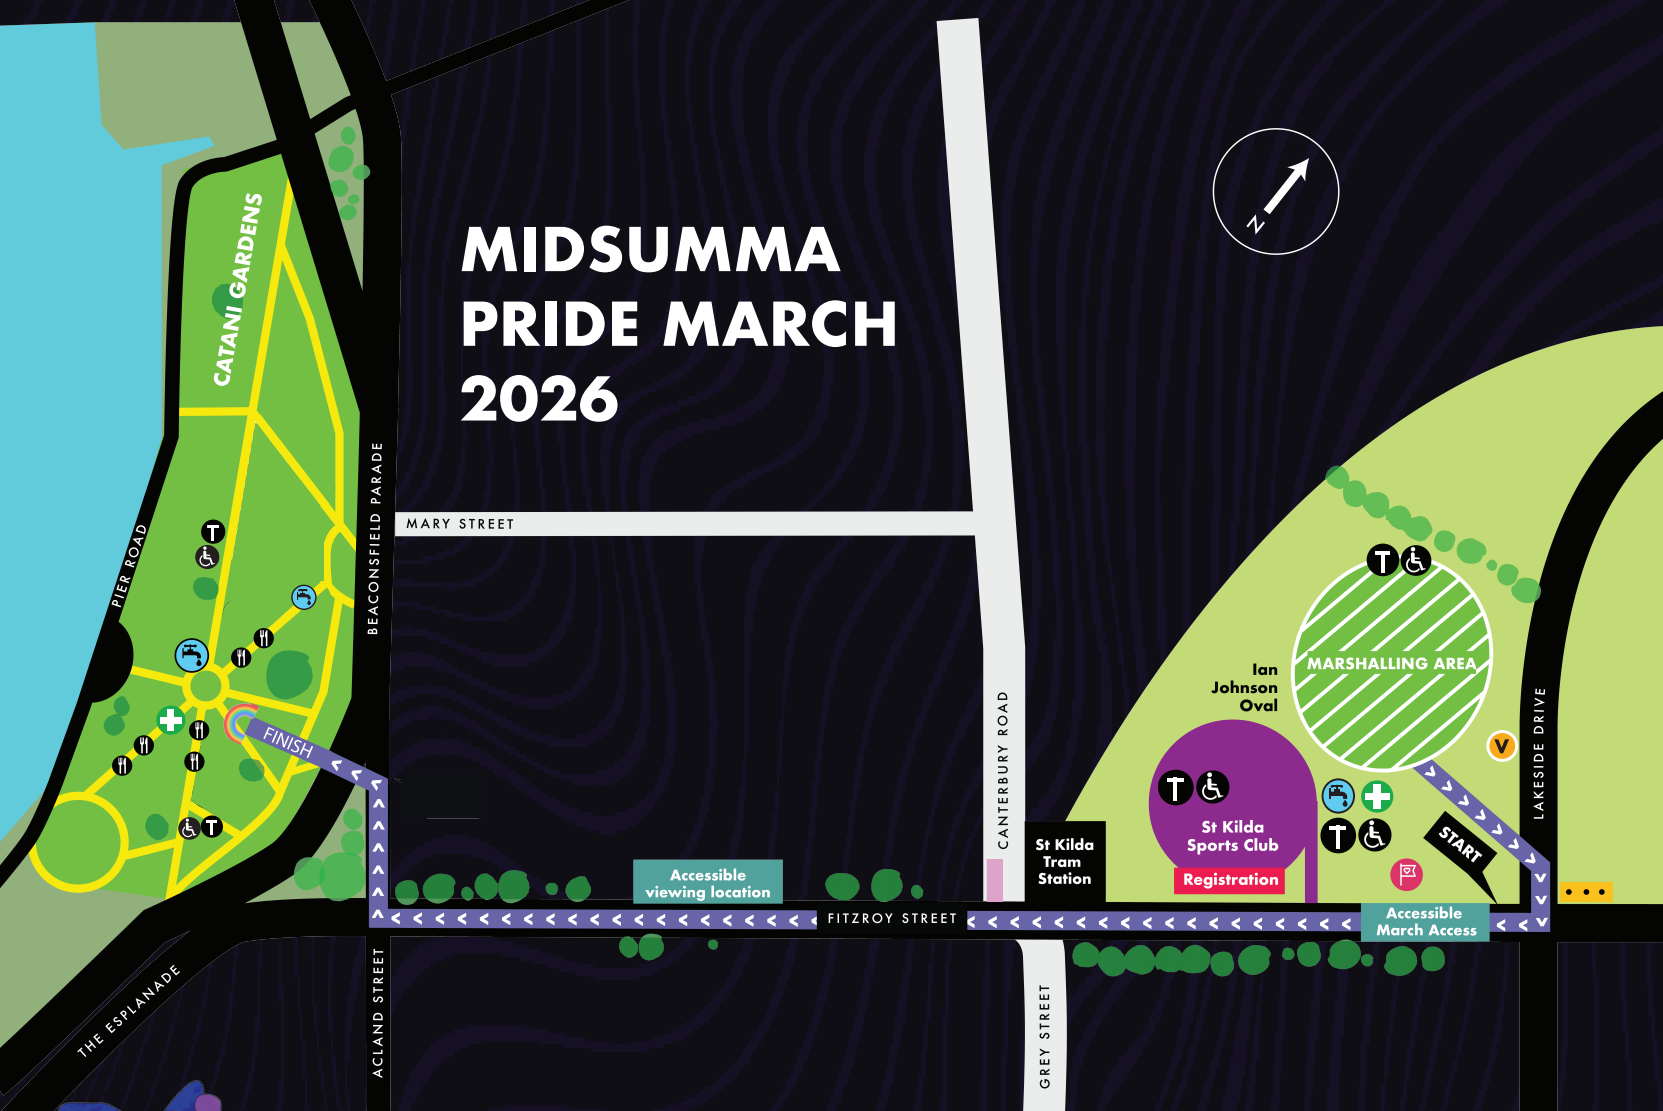 MIDSUMMA
PRIDE MARCH
2026
N
CATANI GARDENS
PIER ROAD
BEACONSFIELD PARADE
MARY STREET
T
T
FINISH
CANTERBURY ROAD
Ian
Johnson
Oval
T
MARSHALLING AREA
V
LAKESIDE DRIVE
T
St Kilda
Sports Club
Registration
T
START
St Kilda
Tram
Station
Accessible
viewing location
FITZROY STREET
Accessible
March Access
THE ESPLANADE
ACLAND STREET
GREY STREET